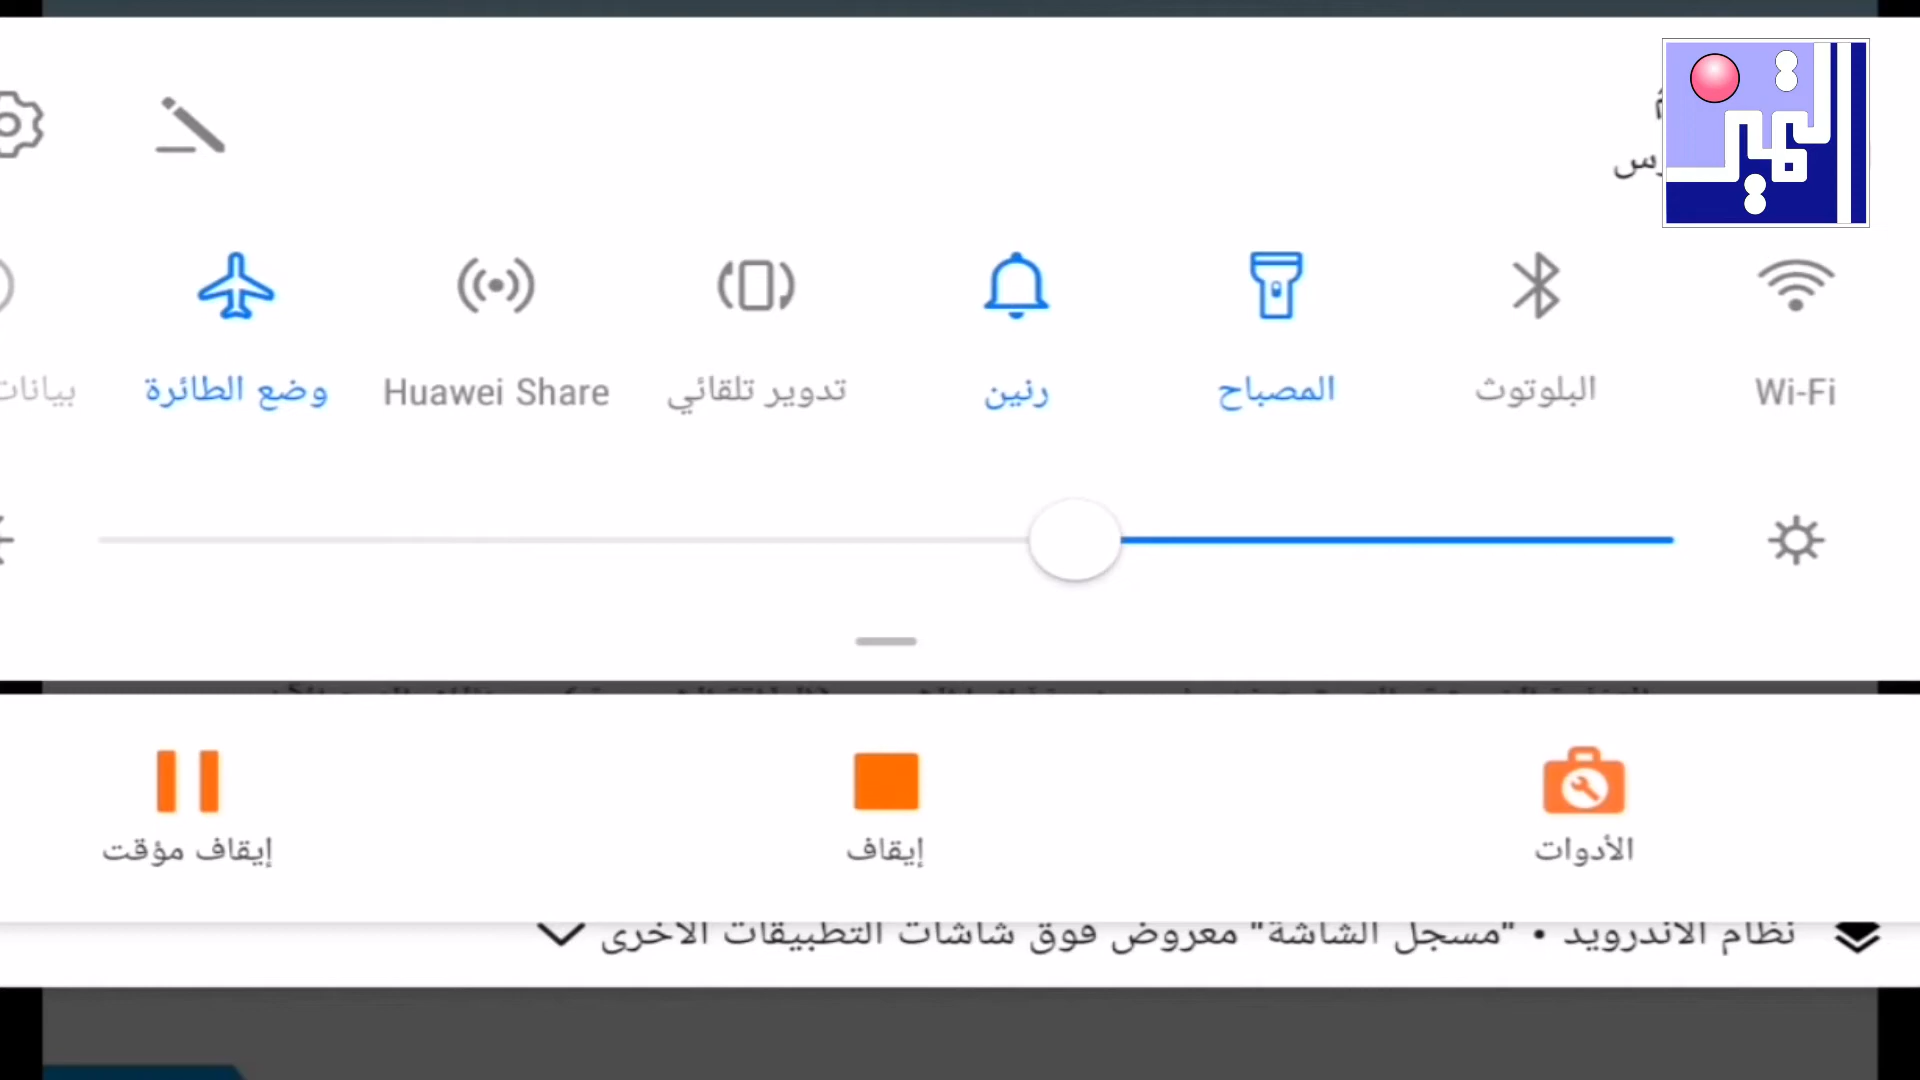 Wi-Fi البلوتوث المصباح رنين تدوير تلقائي Huawei Share وضع الطائرة بيانات
الأدوات إيقاف إيقاف مؤقت
نظام الاندرويد • "مسجل الشاشة" معروض فوق شاشات التطبيقات الأخرى